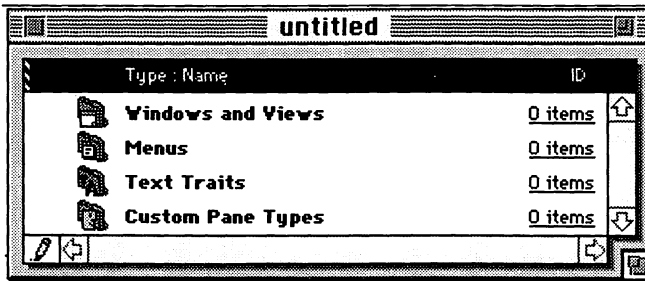 untitled
Type : Name ID
Windows and Views 0 items
Menus 0 items
Text Traits 0 items
Custom Pane Types 0 items